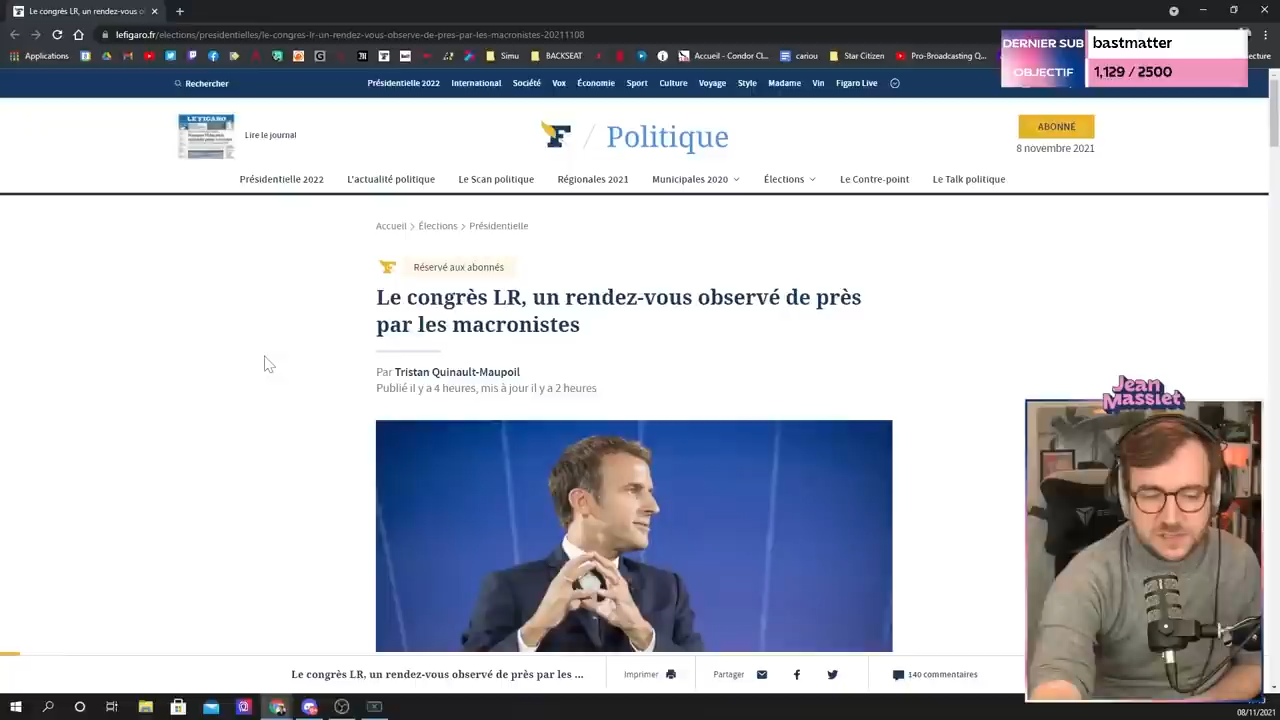 Le congrès LR, un rendez-vous ob
lefigaro.fr/elections/presidentielles/le-congres-lr-un-rendez-vous-observe-de-pres-par-les-macronistes-20211108
Applications
Simu
BACKSEAT
Accueil - Condor Cl...
cariou
Star Citizen
Pro-Broadcasting Q...
DERNIER SUB bastmatter
OBJECTIF 1,129 / 2500
Rechercher
Présidentielle 2022 International Société Vox Économie Sport Culture Voyage Style Madame Vin Figaro Live
LE FIGARO
Lire le journal
F / Politique
ABONNÉ
8 novembre 2021
Présidentielle 2022 L'actualité politique Le Scan politique Régionales 2021 Municipales 2020 Élections Le Contre-point Le Talk politique
Accueil > Élections > Présidentielle
F Réservé aux abonnés
Le congrès LR, un rendez-vous observé de près
par les macronistes
Par Tristan Quinault-Maupoil
Publié il y a 4 heures, mis à jour il y a 2 heures
Jean
Massiet
Le congrès LR, un rendez-vous observé de près par les ...
Imprimer
Partager
140 commentaires
08/11/2021